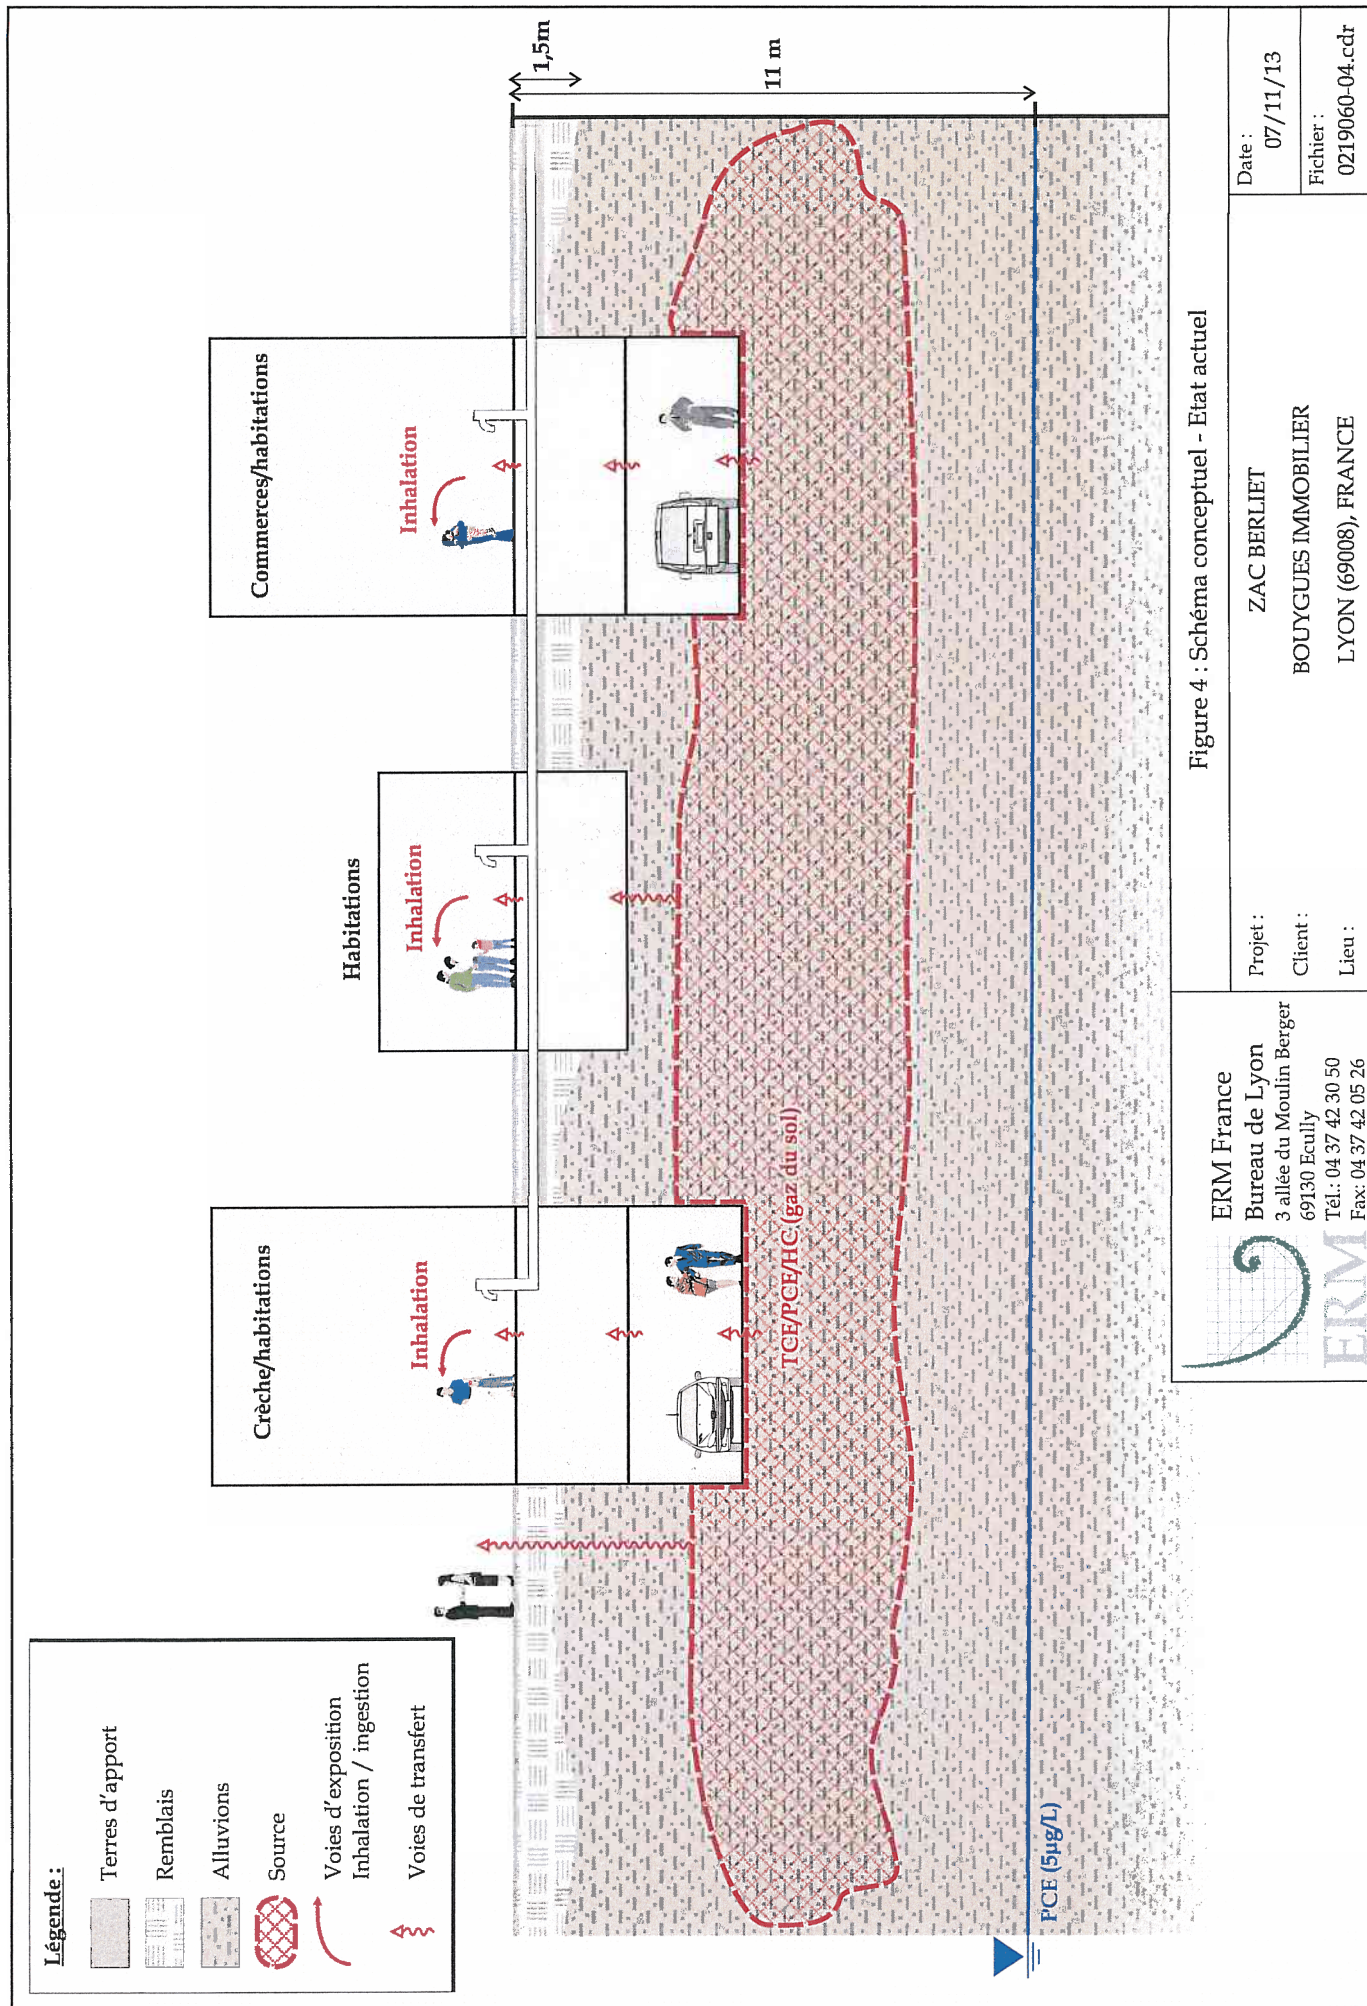 Légende :
Terres d'apport
Remblais
Alluvions
Source
Voies d'exposition
Inhalation / ingestion
Voies de transfert
Crèche/habitations
Inhalation
Habitations
Inhalation
Commerces/habitations
Inhalation
1,5m
11 m
TCE/PCE/HC (gaz du sol)
PCE (5µg/L)
Figure 4 : Schéma conceptuel - Etat actuel
ERM
ERM France
Bureau de Lyon
3 allée du Moulin Berger
69130 Ecully
Tél.: 04 37 42 30 50
Fax: 04 37 42 05 26
Projet :
ZAC BERLIET
Client :
BOUYGUES IMMOBILIER
Lieu :
LYON (69008), FRANCE
Date :
07/11/13
Fichier :
0219060-04.cdr